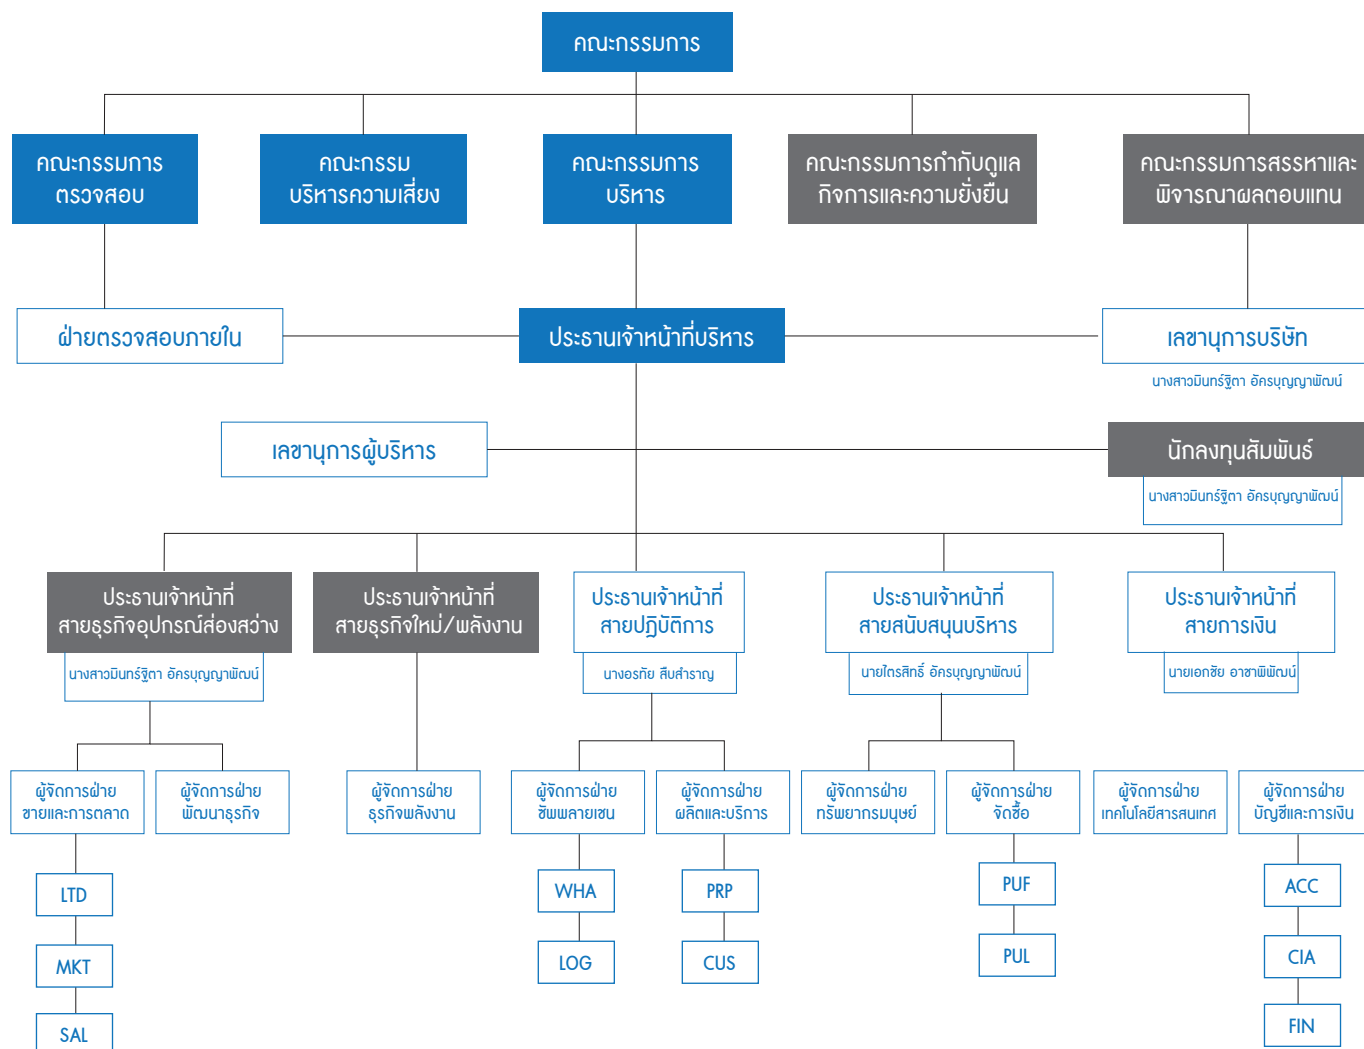 คณะกรรมการ
คณะกรรมการ
ตรวจสอบ
คณะกรรม
บริหารความเสี่ยง
คณะกรรมการ
บริหาร
คณะกรรมการกำกับดูแล
กิจการและความยั่งยืน
คณะกรรมการสรรหาและ
พิจารณาผลตอบแทน
ฝ่ายตรวจสอบภายใน
ประธานเจ้าหน้าที่บริหาร
เลขานุการบริษัท
นางสาวมินทร์ฐิตา อัครบุญญาพัฒน์
เลขานุการผู้บริหาร
นักลงทุนสัมพันธ์
นางสาวมินทร์ฐิตา อัครบุญญาพัฒน์
ประธานเจ้าหน้าที่
สายธุรกิจอุปกรณ์ส่องสว่าง
นางสาวมินทร์ฐิตา อัครบุญญาพัฒน์
ประธานเจ้าหน้าที่
สายธุรกิจใหม่/พลังงาน
ประธานเจ้าหน้าที่
สายปฏิบัติการ
นางอรทัย สืบสำราญ
ประธานเจ้าหน้าที่
สายสนับสนุนบริหาร
นายไตรสิทธิ์ อัครบุญญาพัฒน์
ประธานเจ้าหน้าที่
สายการเงิน
นายเอกชัย อาชาพิพัฒน์
ผู้จัดการฝ่าย
ขายและการตลาด
ผู้จัดการฝ่าย
พัฒนาธุรกิจ
ผู้จัดการฝ่าย
ธุรกิจพลังงาน
ผู้จัดการฝ่าย
ซัพพลายเชน
ผู้จัดการฝ่าย
ผลิตและบริการ
ผู้จัดการฝ่าย
ทรัพยากรมนุษย์
ผู้จัดการฝ่าย
จัดซื้อ
ผู้จัดการฝ่าย
เทคโนโลยีสารสนเทศ
ผู้จัดการฝ่าย
บัญชีและการเงิน
LTD
MKT
SAL
WHA
LOG
PRP
CUS
PUF
PUL
ACC
CIA
FIN